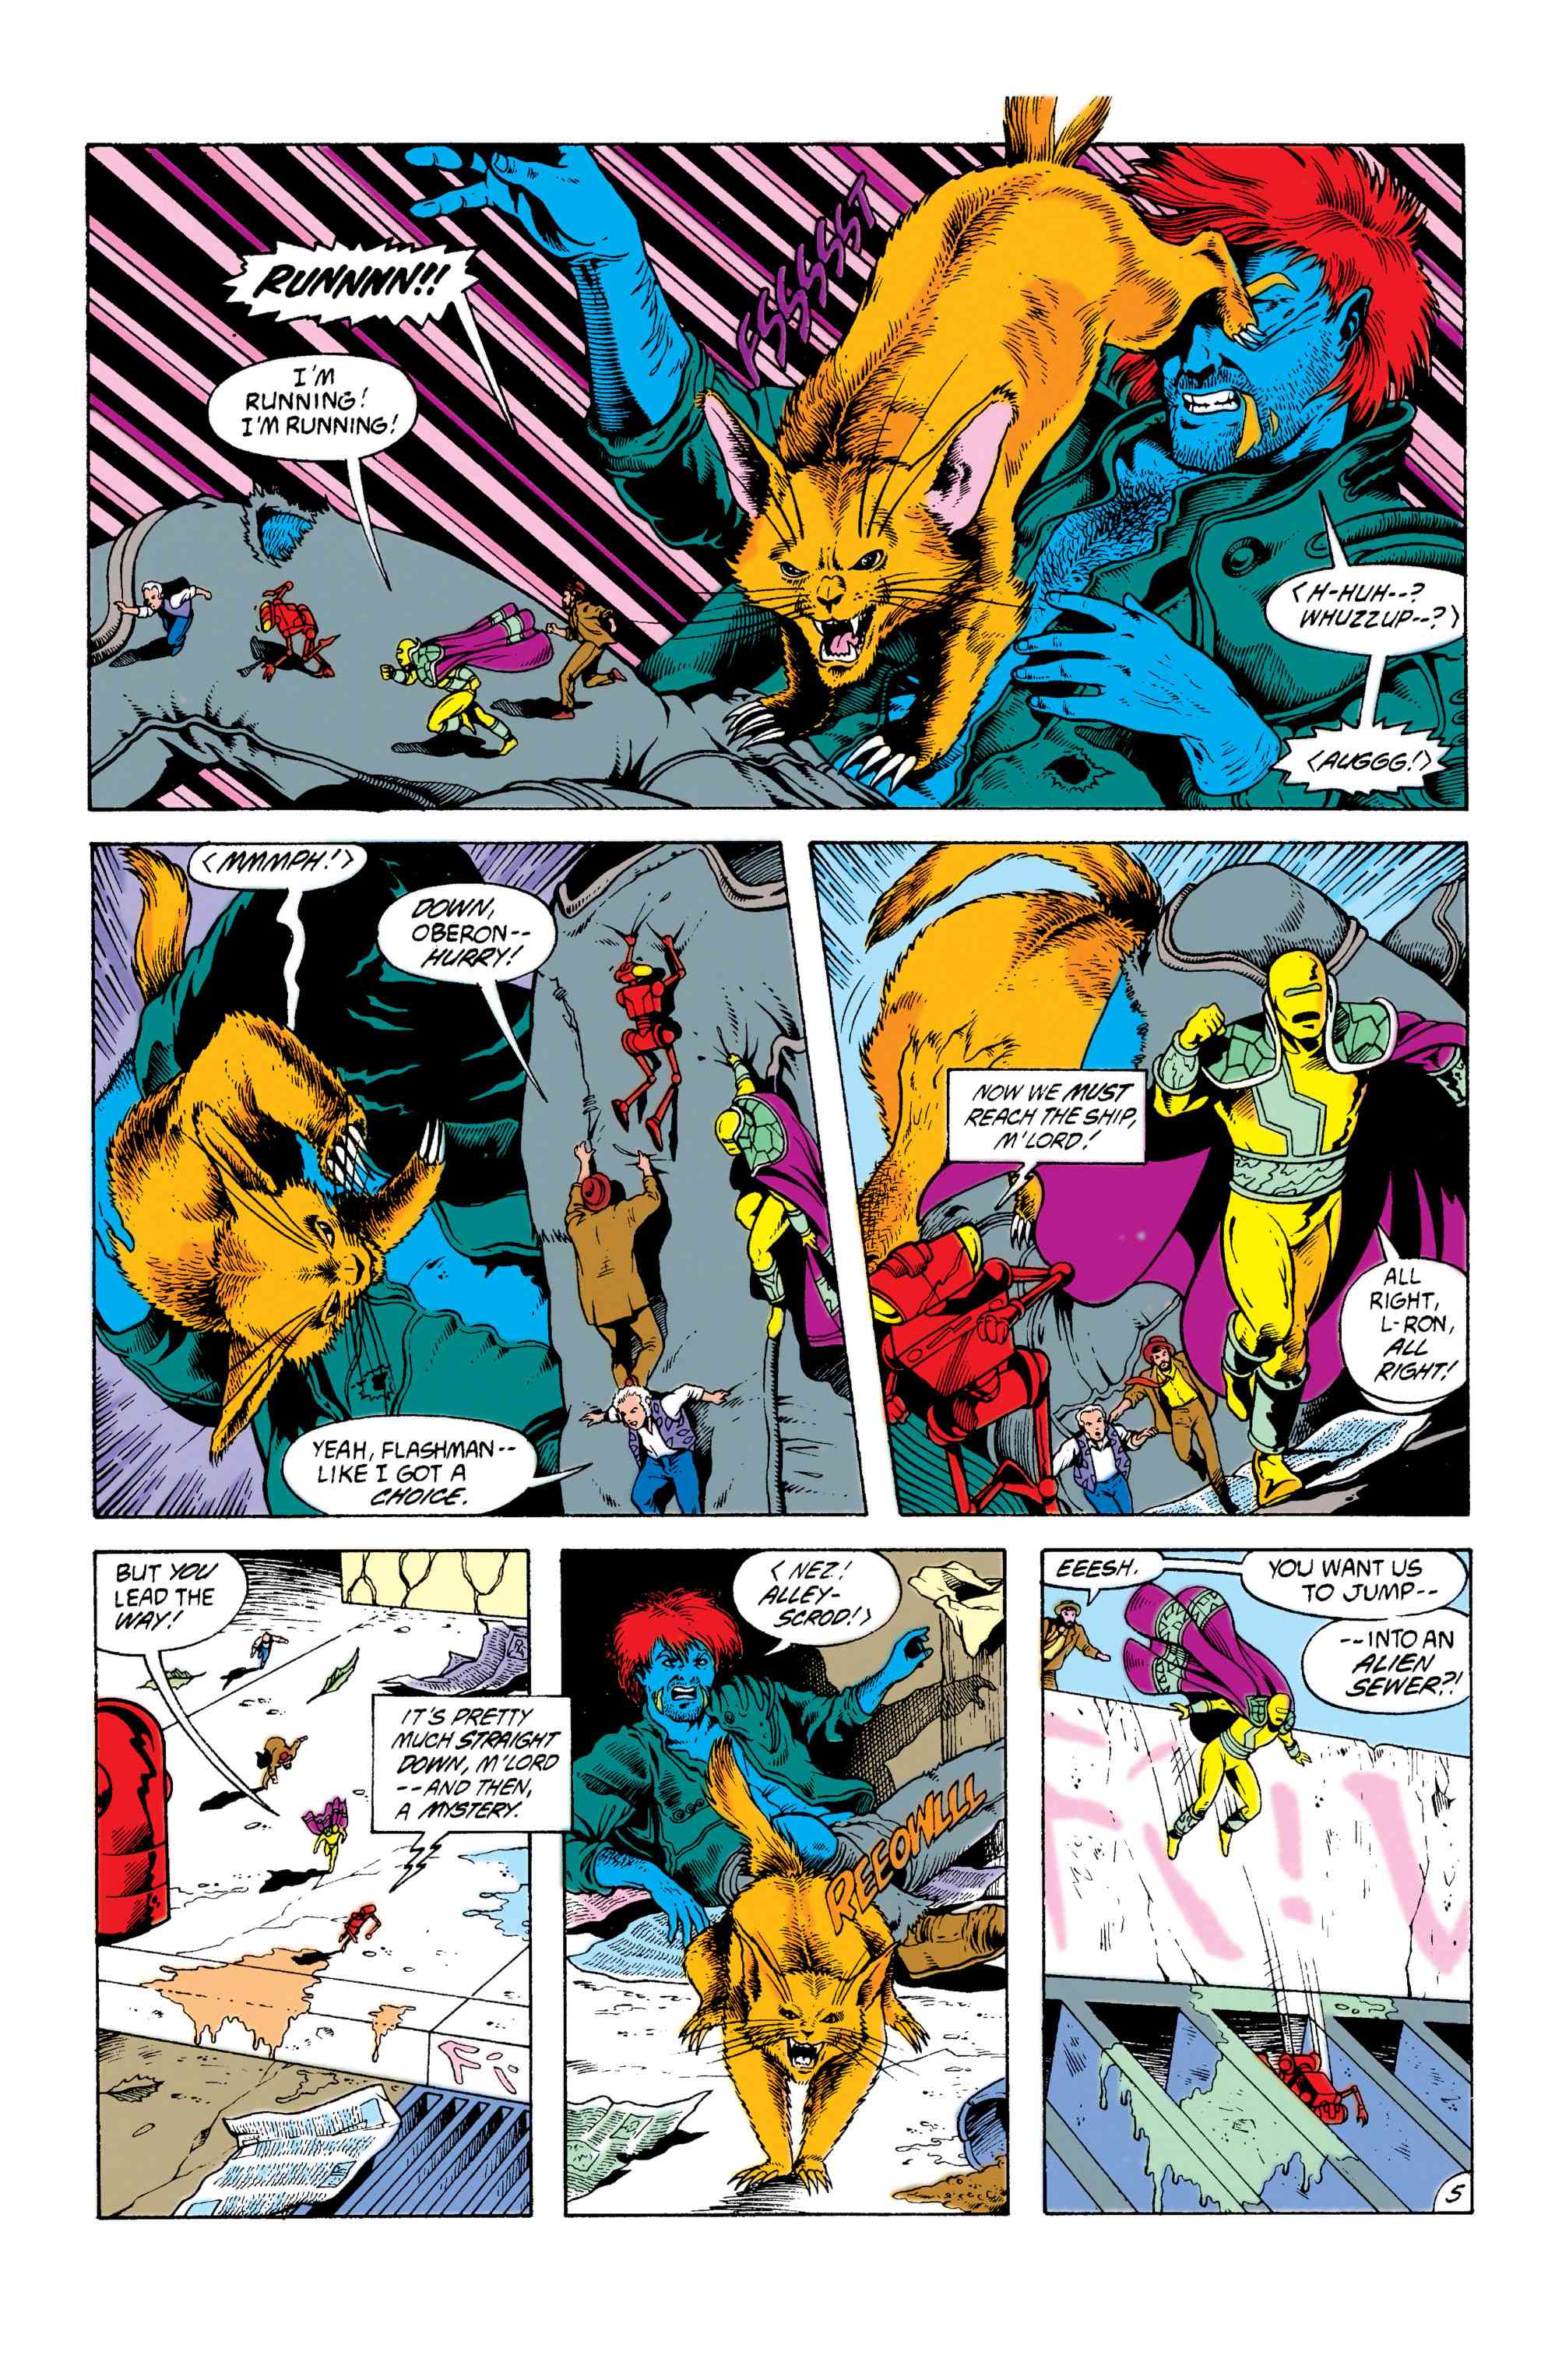 RUNNNN!!
FSSSSST
I'M
RUNNING!
I'M RUNNING!
<H-HUH--?
WHUZZUP--?>
<AUGGG!>
<MMMPH!>
DOWN,
OBERON--
HURRY!
YEAH, FLASHMAN--
LIKE I GOT A
CHOICE.
NOW WE MUST
REACH THE SHIP,
M'LORD!
ALL
RIGHT,
L-RON,
ALL
RIGHT!
BUT YOU
LEAD THE
WAY!
IT'S PRETTY
MUCH STRAIGHT
DOWN, M'LORD
--AND THEN,
A MYSTERY.
Fii
<NEZ!
ALLEY-
SCROD!>
REEOWLLL
EEESH.
YOU WANT US
TO JUMP--
--INTO AN
ALIEN
SEWER?!
5